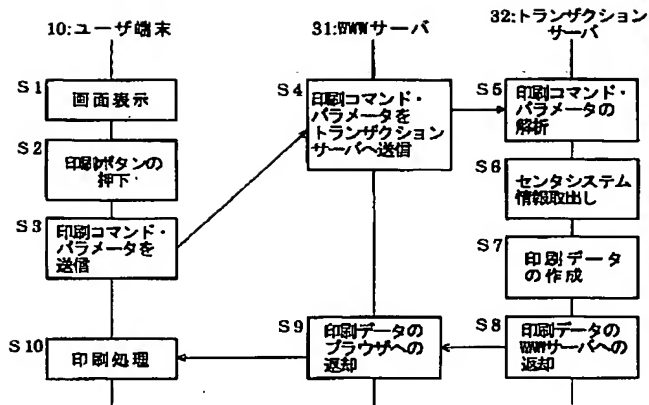 10:ユーザ端末
31:WWWサーバ
32:トランザクション
サーバ
S1
画面表示
S2
印刷ボタンの
押下
S3
印刷コマンド・
パラメータを
送信
S4
印刷コマンド・
パラメータを
トランザクション
サーバへ送信
S5
印刷コマンド・
パラメータの
解析
S6
センタシステム
情報取出し
S7
印刷データ
の作成
S8
印刷データの
WWWサーバへの
返却
S9
印刷データの
ブラウザへの
返却
S10
印刷処理